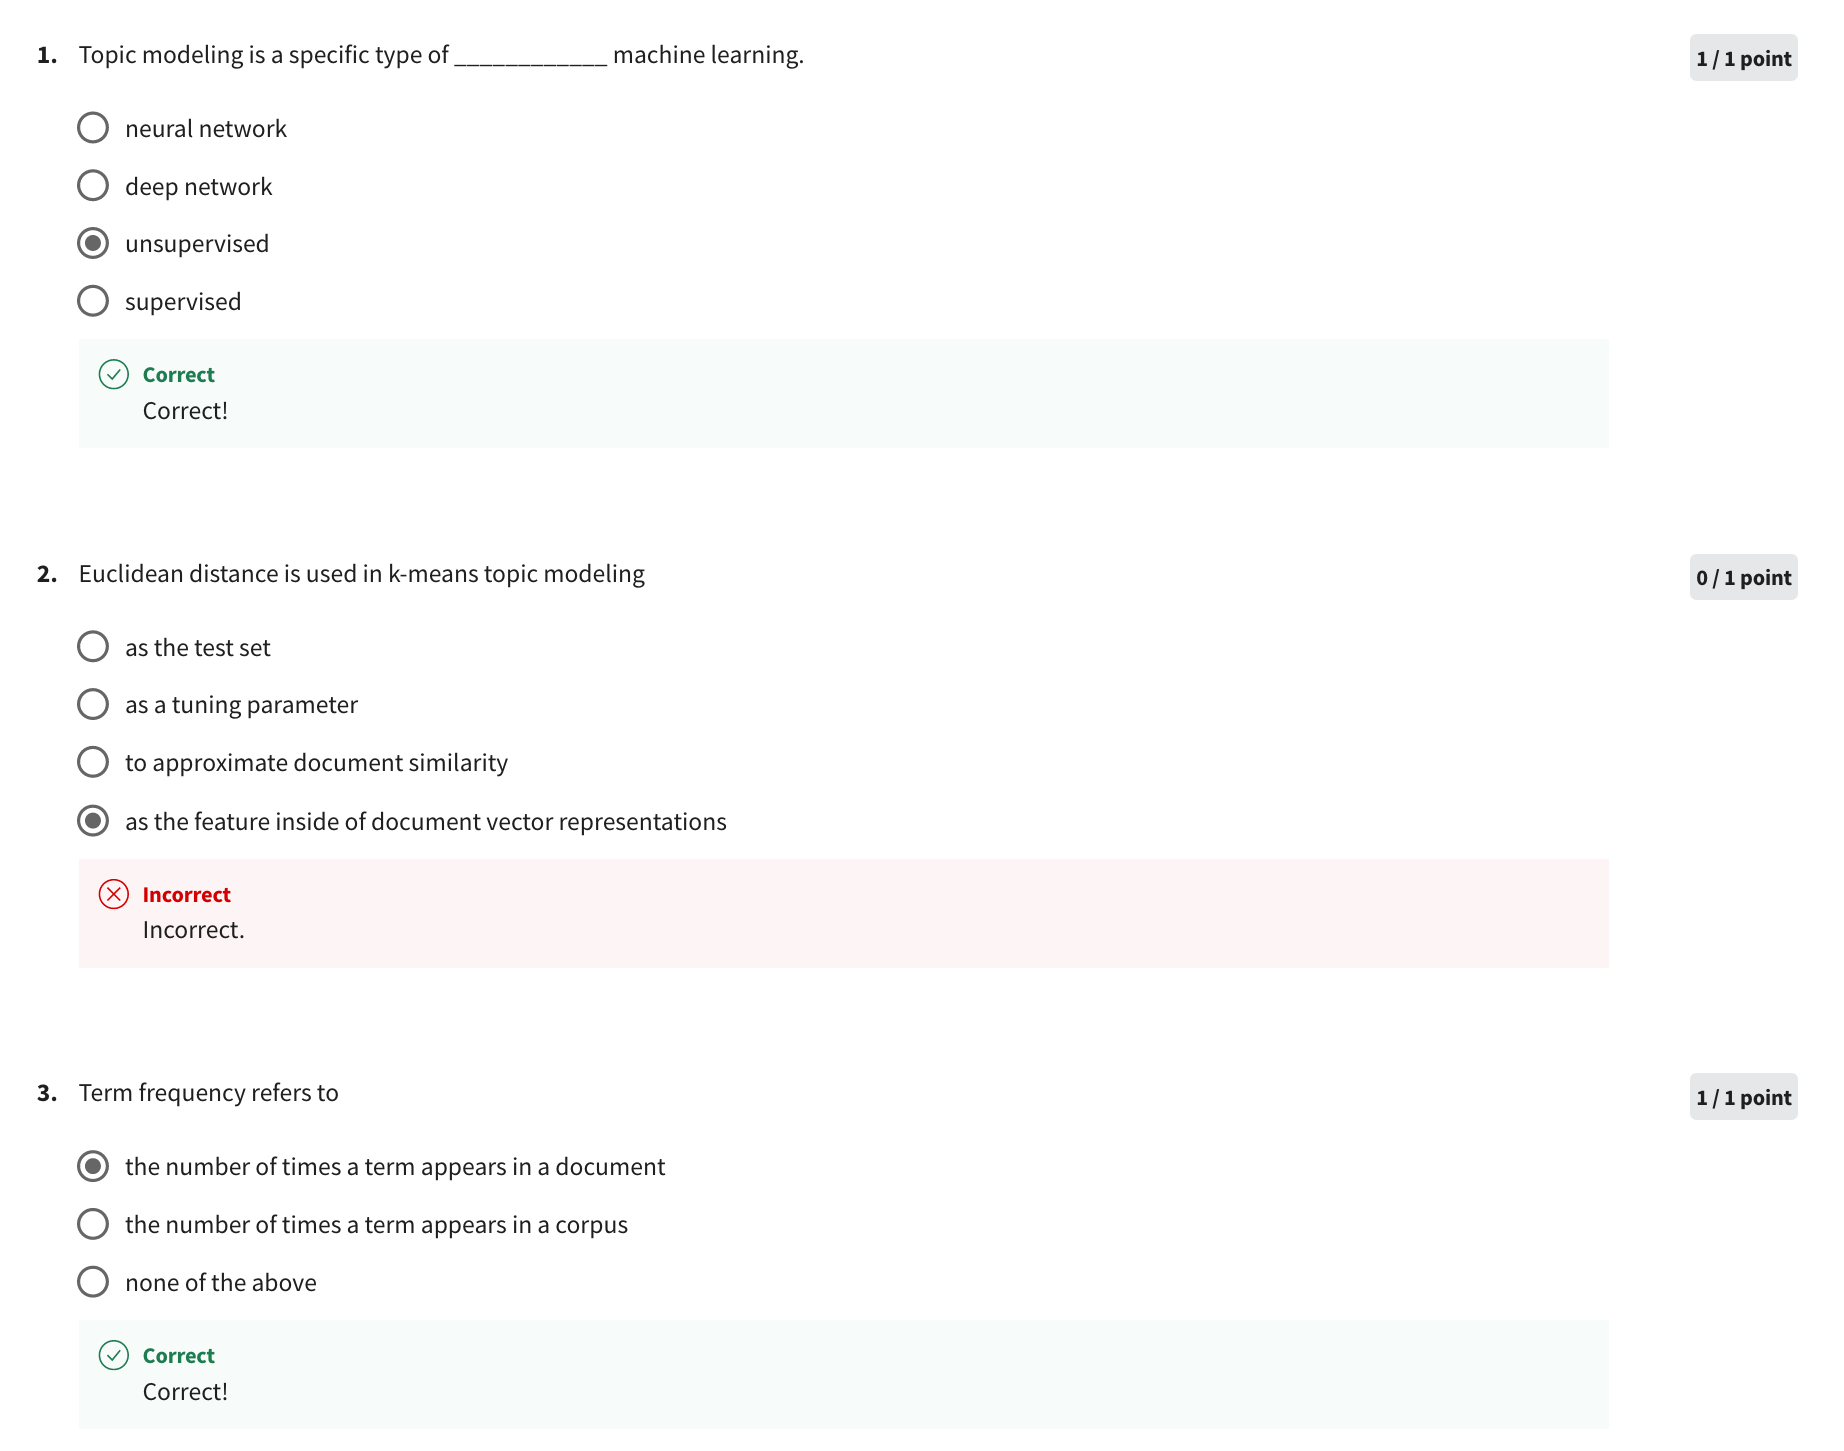 1. Topic modeling is a specific type of ____________ machine learning.
1 / 1 point
neural network
deep network
unsupervised
supervised
Correct
Correct!
2. Euclidean distance is used in k-means topic modeling
0 / 1 point
as the test set
as a tuning parameter
to approximate document similarity
as the feature inside of document vector representations
Incorrect
Incorrect.
3. Term frequency refers to
1 / 1 point
the number of times a term appears in a document
the number of times a term appears in a corpus
none of the above
Correct
Correct!